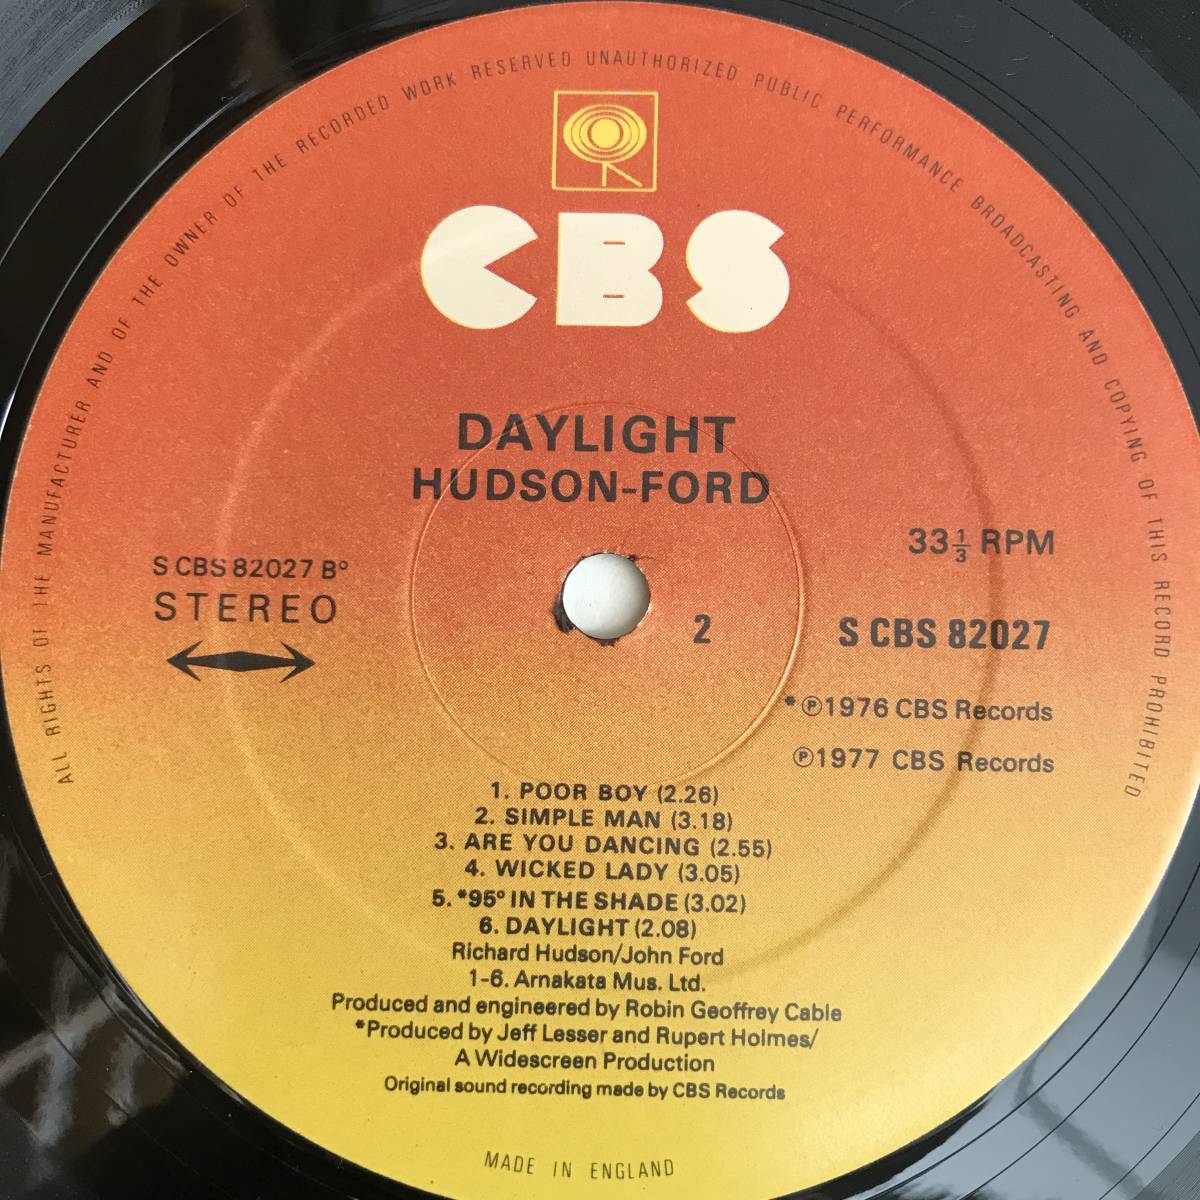 ALL RIGHTS OF THE MANUFACTURER AND OF THE OWNER OF THE RECORDED WORK RESERVED UNAUTHORIZED PUBLIC PERFORMANCE BROADCASTING AND COPYING OF THIS RECORD PROHIBITED
CBS
DAYLIGHT
HUDSON-FORD
33 1/3 RPM
S CBS 82027 B°
STEREO
2
S CBS 82027
*℗1976 CBS Records
℗1977 CBS Records
1. POOR BOY (2.26)
2. SIMPLE MAN (3.18)
3. ARE YOU DANCING (2.55)
4. WICKED LADY (3.05)
5. *95° IN THE SHADE (3.02)
6. DAYLIGHT (2.08)
Richard Hudson/John Ford
1-6. Arnakata Mus. Ltd.
Produced and engineered by Robin Geoffrey Cable
*Produced by Jeff Lesser and Rupert Holmes/
A Widescreen Production
Original sound recording made by CBS Records
MADE IN ENGLAND